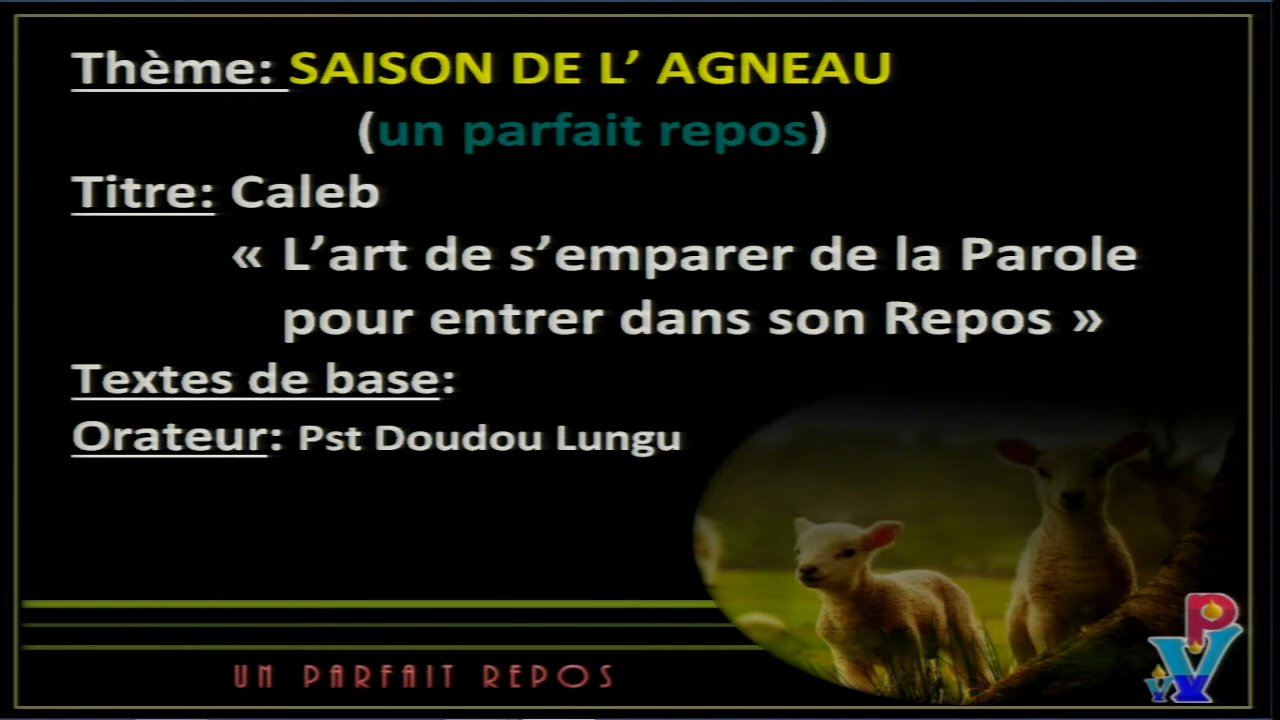 Thème: SAISON DE L’ AGNEAU
(un parfait repos)
Titre: Caleb
« L’art de s’emparer de la Parole
pour entrer dans son Repos »
Textes de base:
Orateur: Pst Doudou Lungu
UN PARFAIT REPOS
P
V
V V